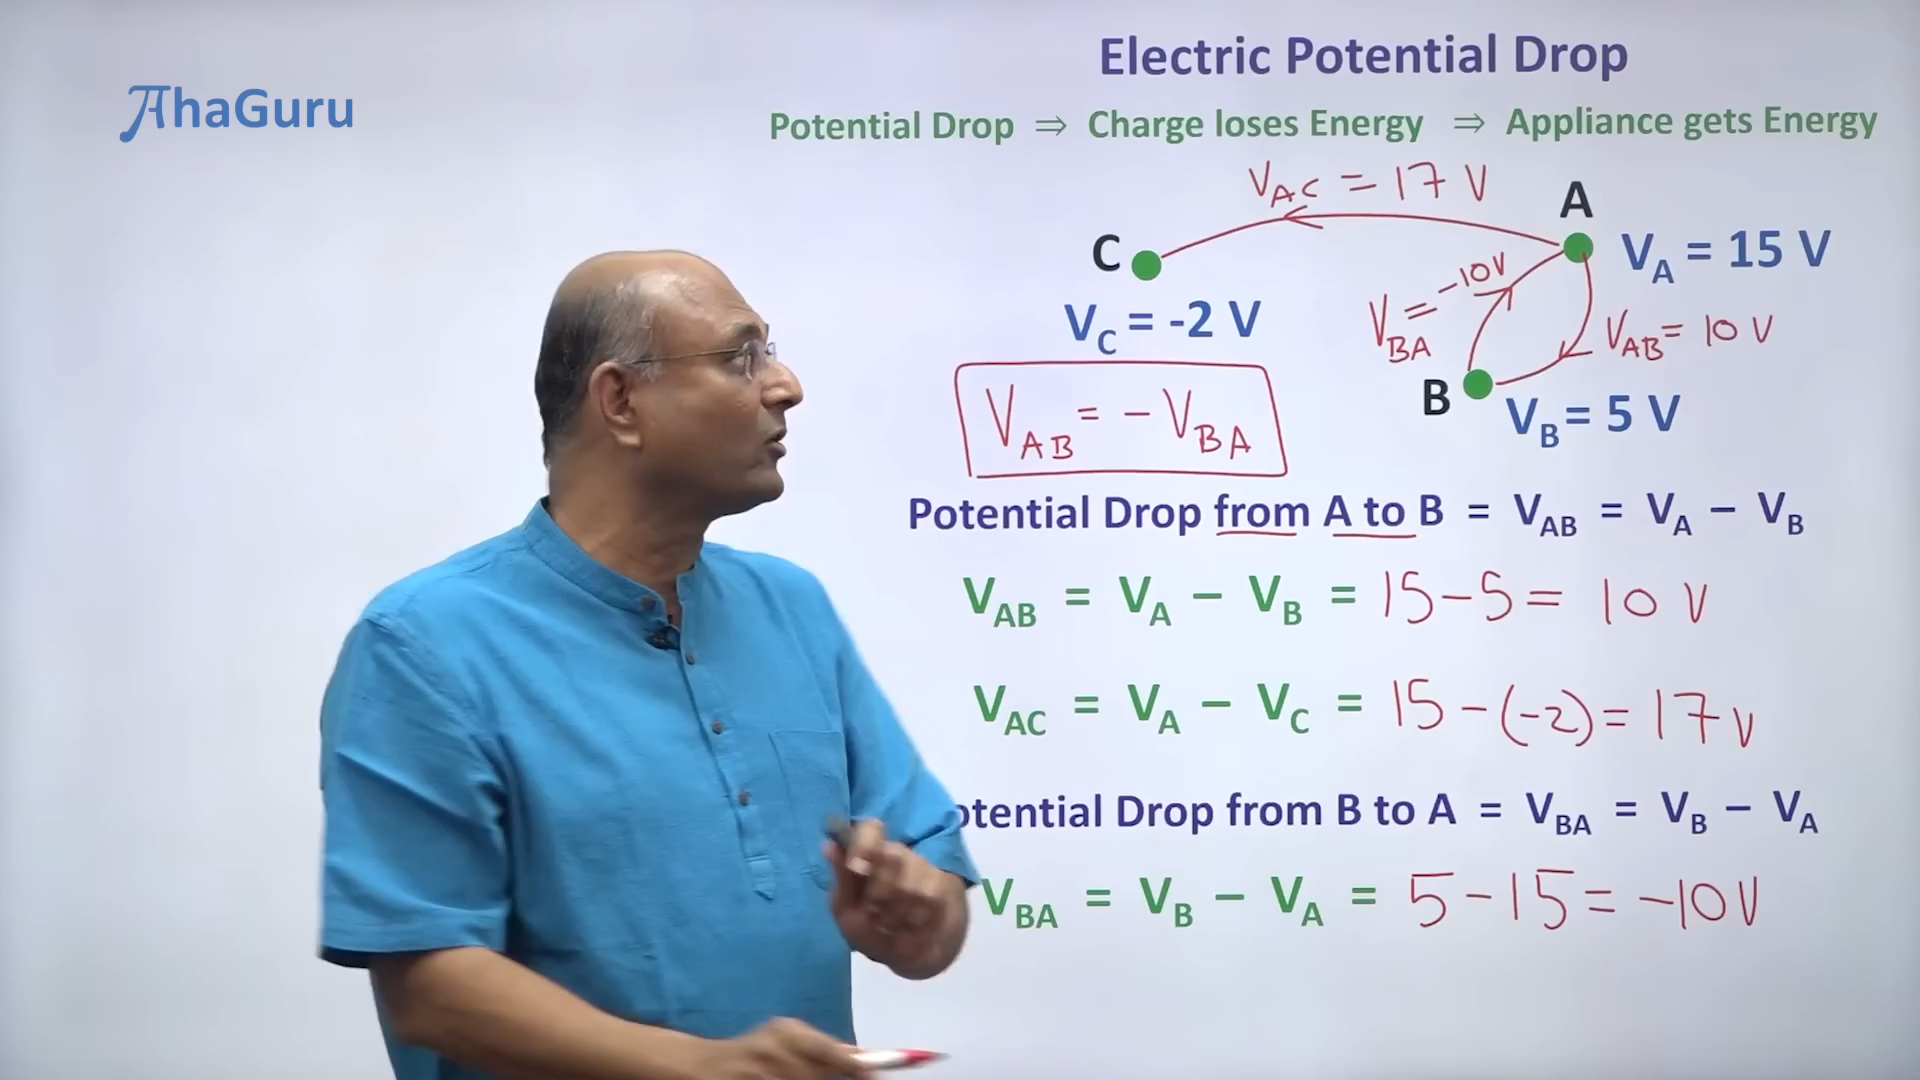 AhaGuru
Electric Potential Drop
Potential Drop ⇒ Charge loses Energy ⇒ Appliance gets Energy
V_AC = 17 V
A
C
V_A = 15 V
V_BA = -10V
V_C = -2 V
V_AB = 10 V
B
V_B = 5 V
V_AB = - V_BA
Potential Drop from A to B = V_AB = V_A − V_B
V_AB = V_A − V_B = 15-5 = 10 V
V_AC = V_A − V_C = 15-(-2) = 17 V
otential Drop from B to A = V_BA = V_B − V_A
V_BA = V_B − V_A = 5-15 = -10V